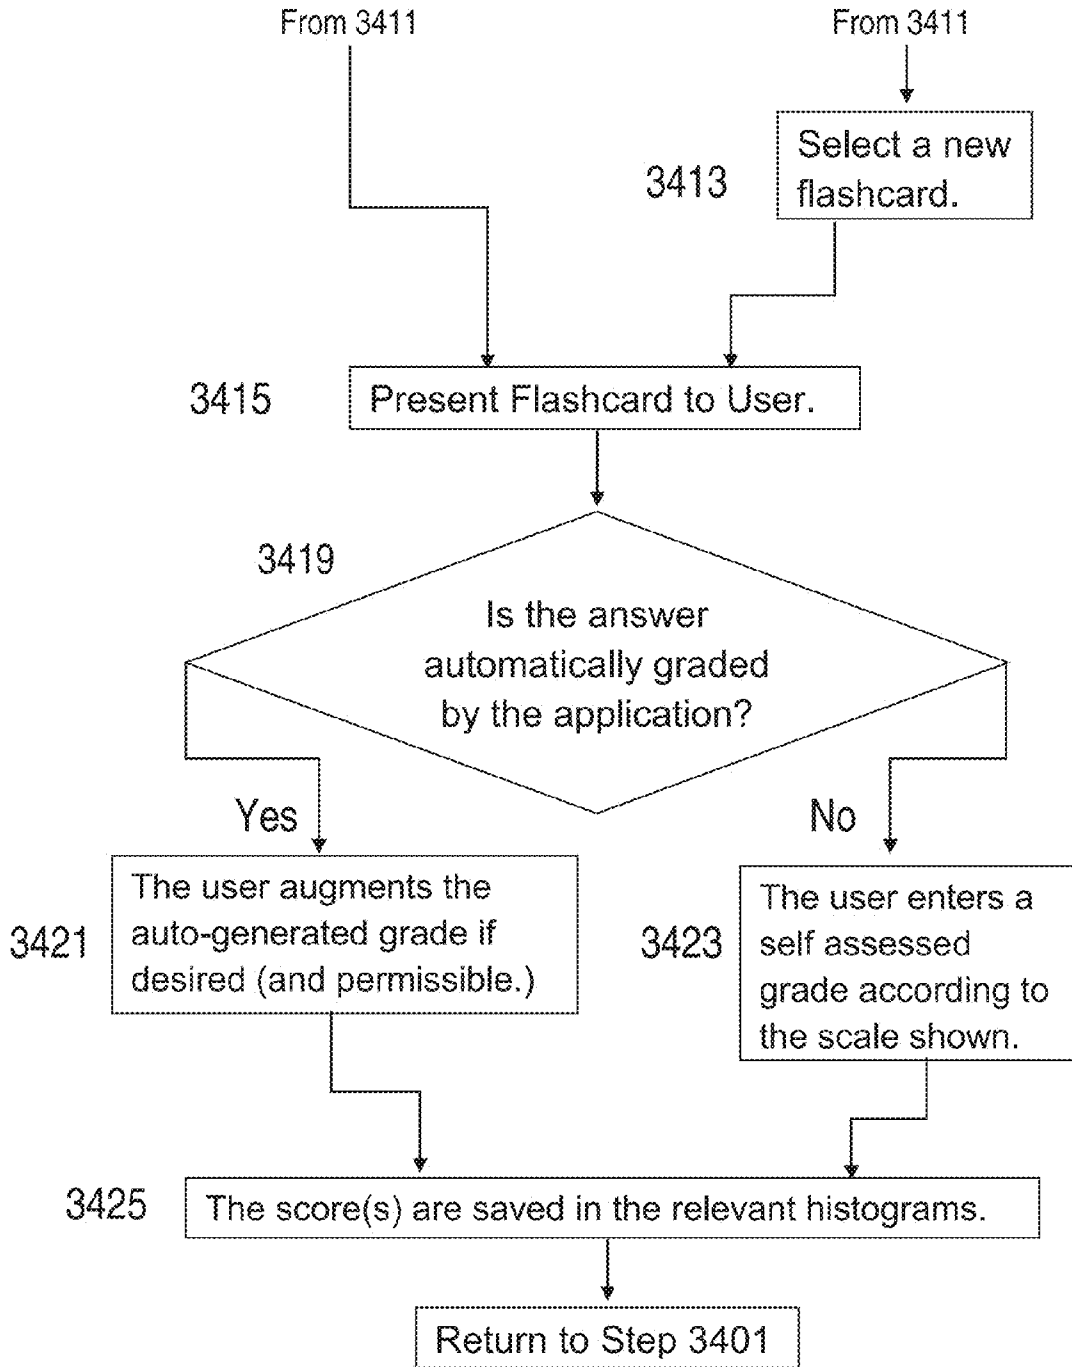 From 3411
From 3411
3413
Select a new
flashcard.
3415
Present Flashcard to User.
3419
Is the answer
automatically graded
by the application?
Yes
No
3421
The user augments the
auto-generated grade if
desired (and permissible.)
3423
The user enters a
self assessed
grade according to
the scale shown.
3425
The score(s) are saved in the relevant histograms.
Return to Step 3401